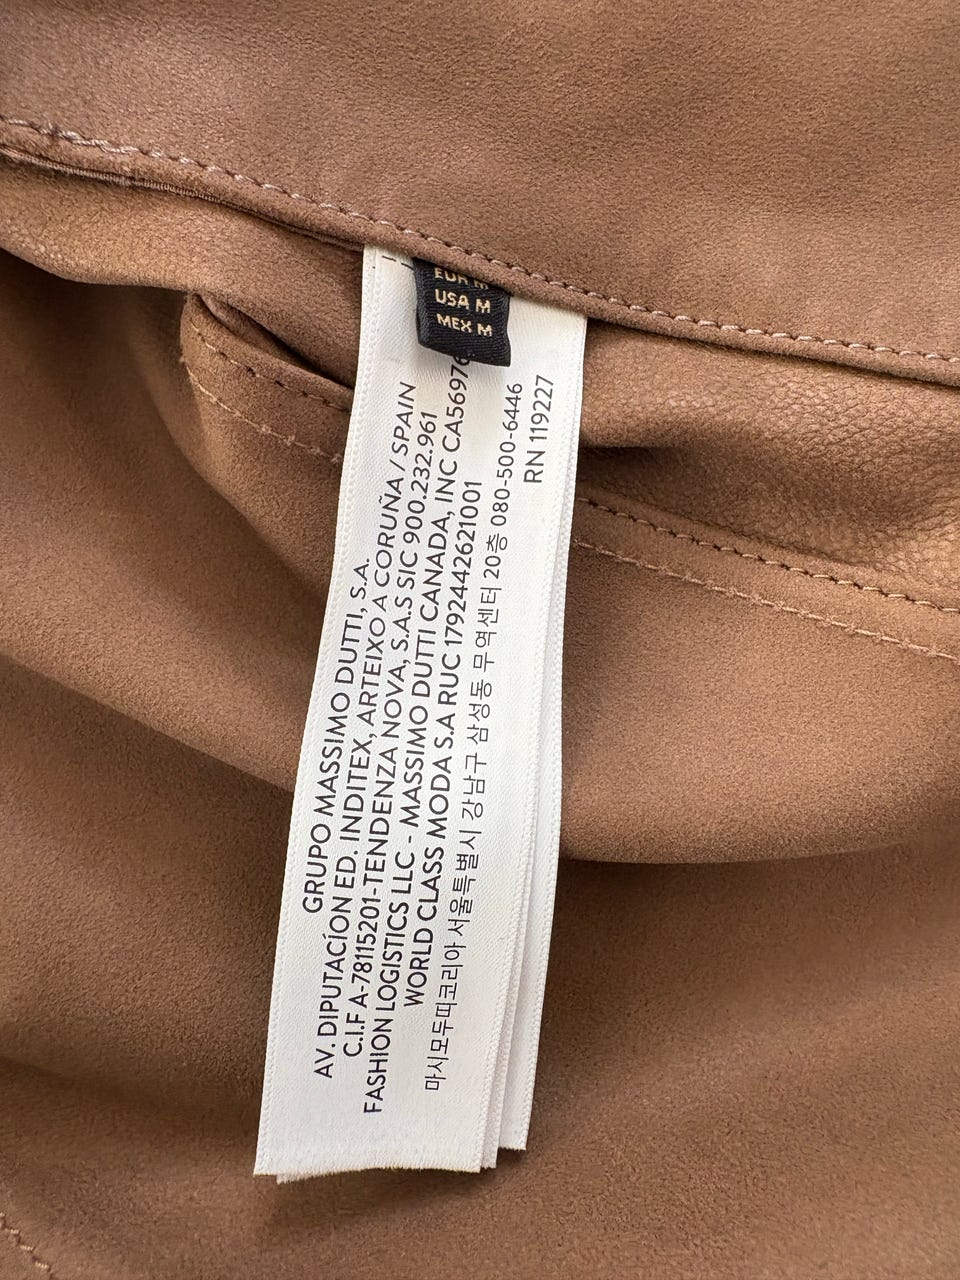 EUR M
USA M
MEX M
GRUPO MASSIMO DUTTI, S.A.
AV. DIPUTACÍON ED. INDITEX, ARTEIXO A CORUÑA / SPAIN
C.I.F A-78115201-TENDENZA NOVA, S.A.S SIC 900.232.961
FASHION LOGISTICS LLC - MASSIMO DUTTI CANADA, INC
WORLD CLASS MODA S.A RUC 1792442621001
마시모두띠코리아 서울특별시 강남구 삼성동 무역센터 20층 080-500-6446
RN 119227